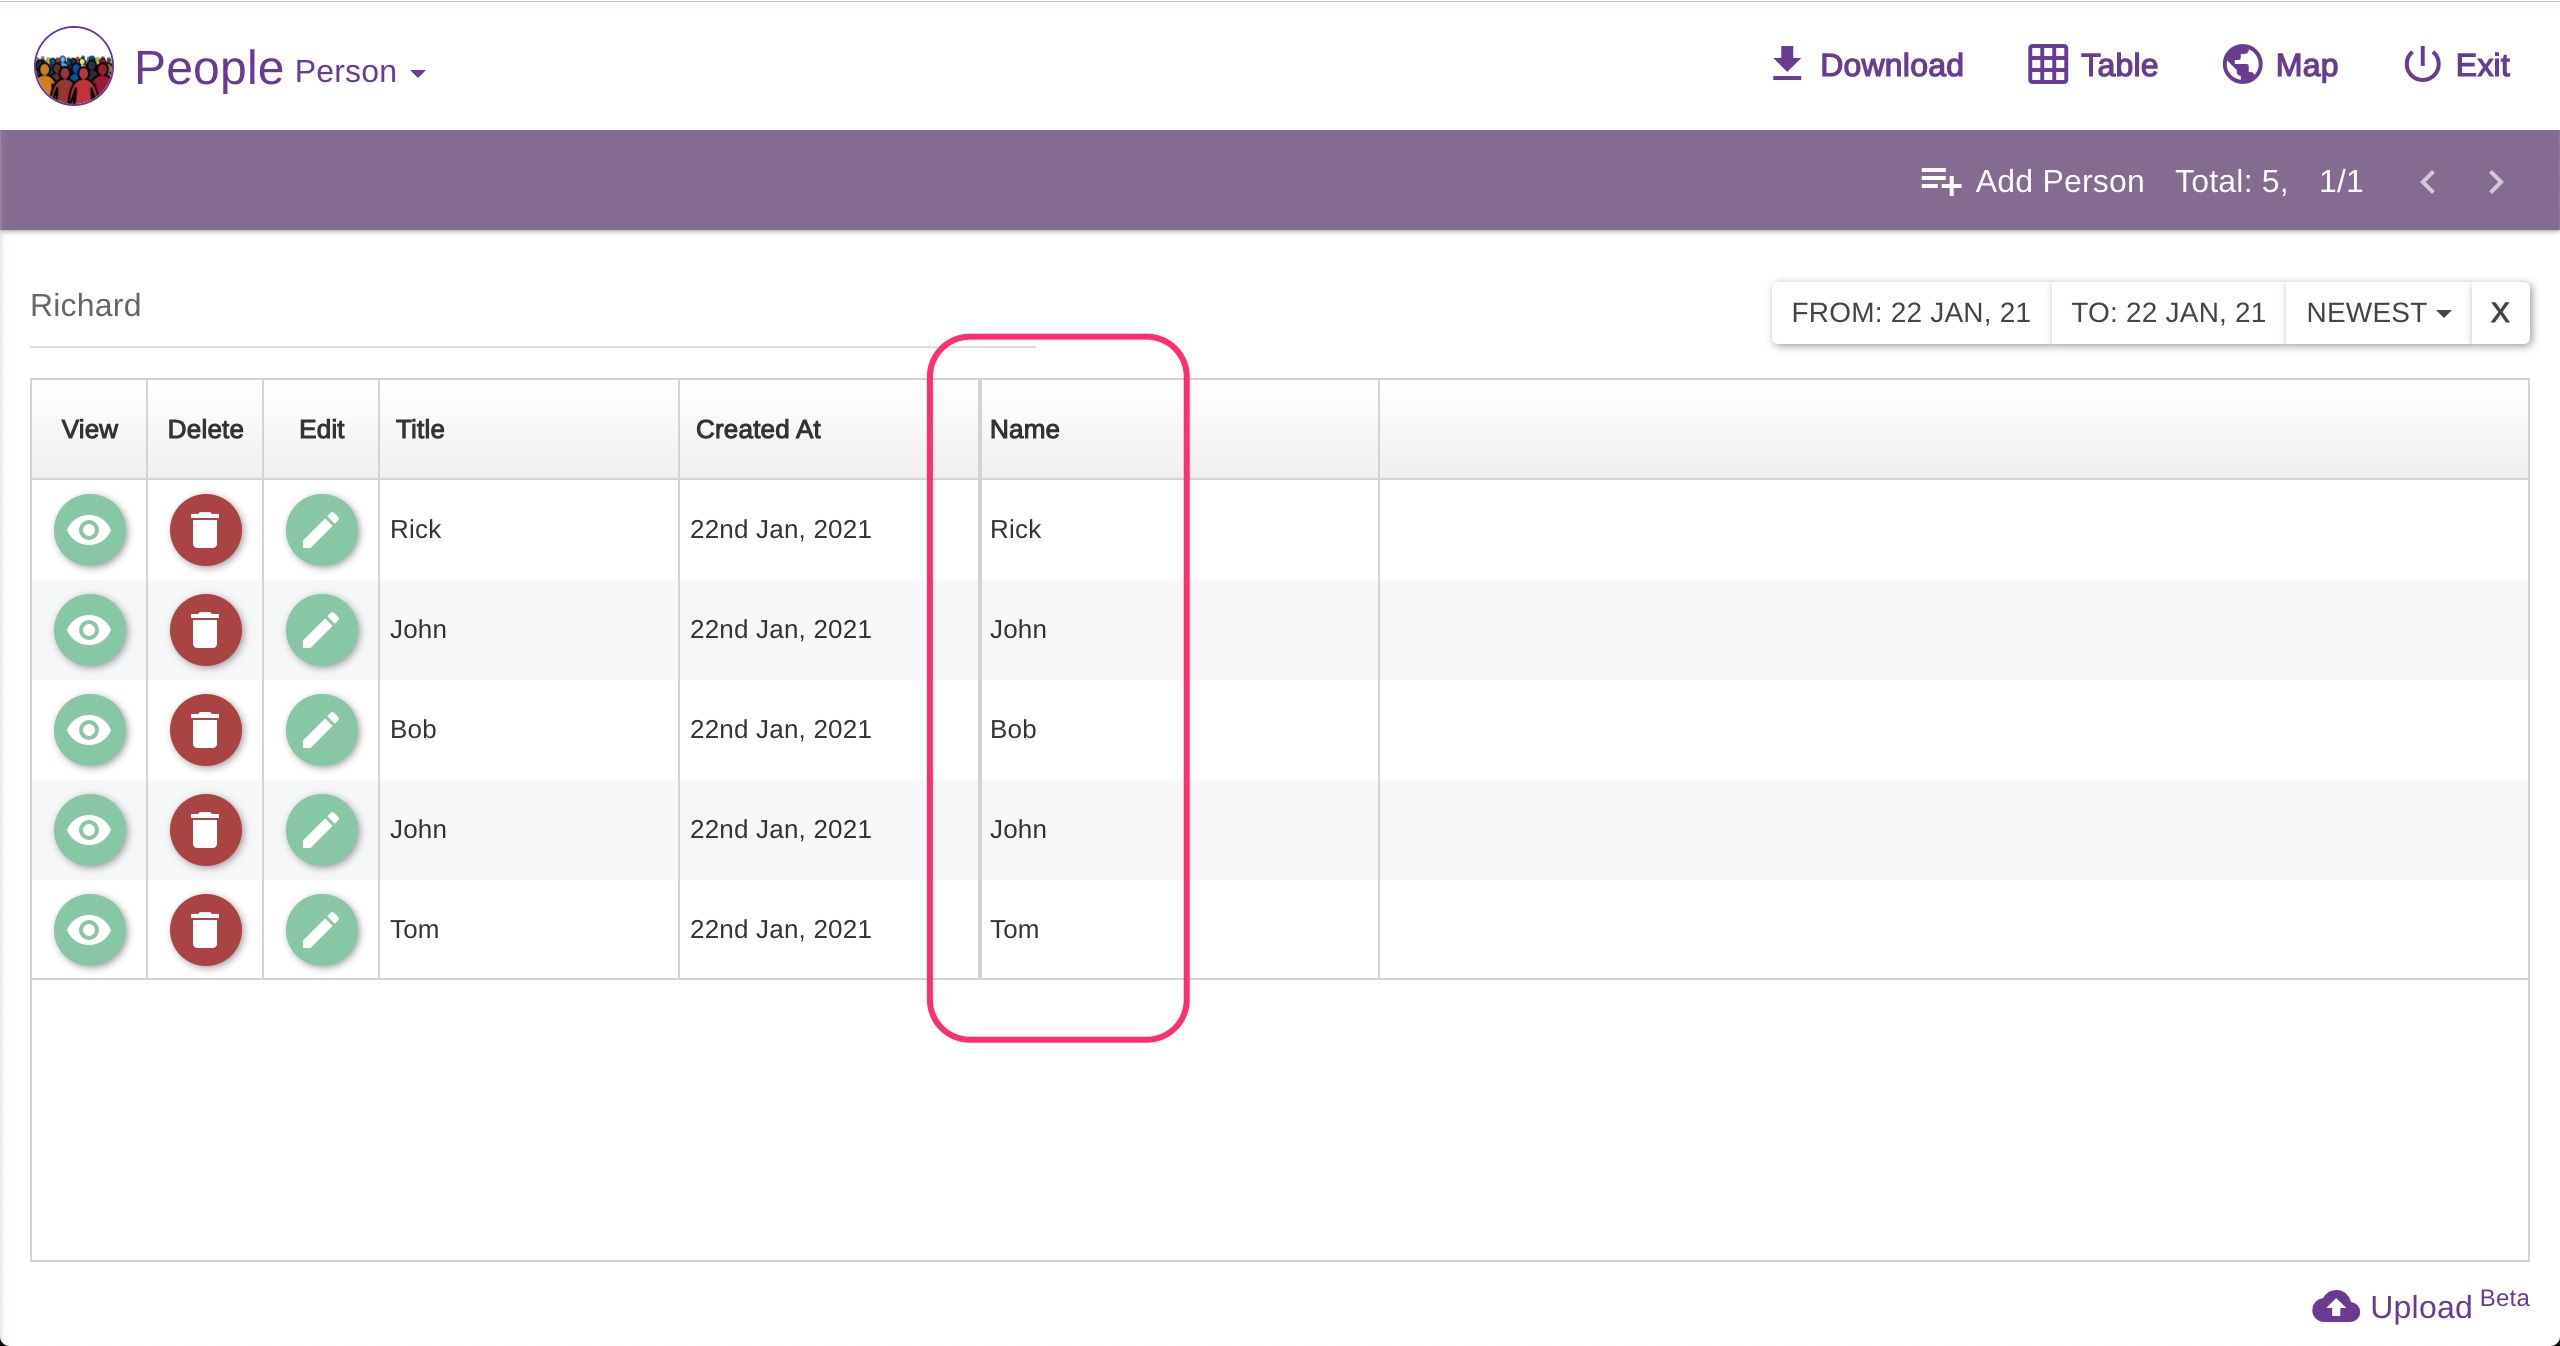 People Person
Download Table Map Exit
Add Person Total: 5, 1/1
Richard
FROM: 22 JAN, 21 TO: 22 JAN, 21 NEWEST X
View Delete Edit Title Created At Name
Rick 22nd Jan, 2021 Rick
John 22nd Jan, 2021 John
Bob 22nd Jan, 2021 Bob
John 22nd Jan, 2021 John
Tom 22nd Jan, 2021 Tom
Upload Beta